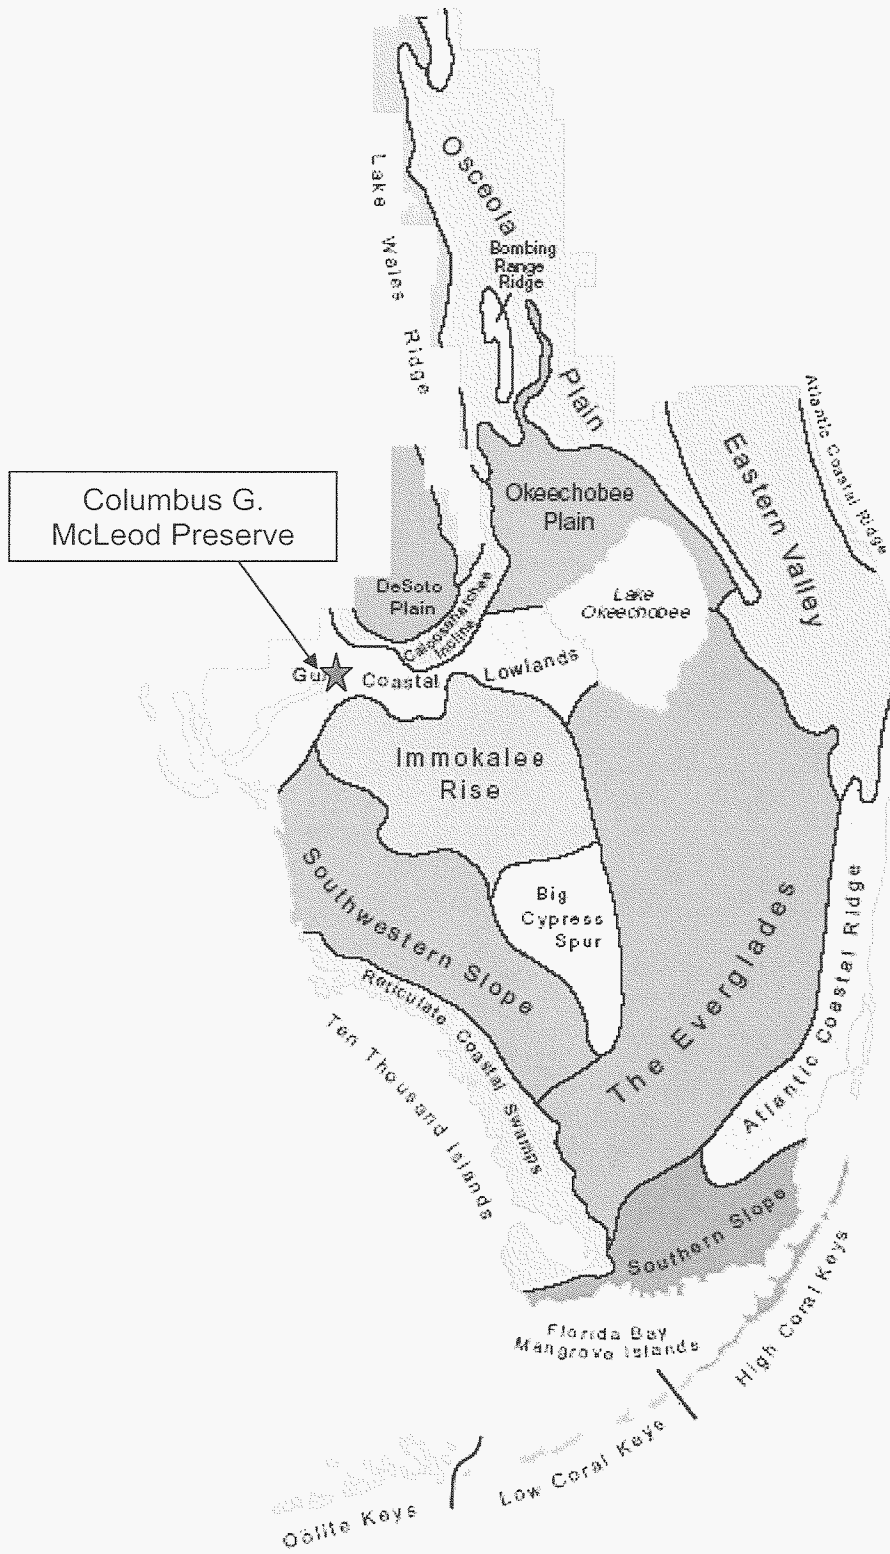 Osceola
Lake Wales Ridge
Bombing
Range
Ridge
Plain
Atlantic Coastal Ridge
Eastern Valley
Columbus G.
McLeod Preserve
Okeechobee
Plain
DeSoto
Plain
Lake
Okeechobee
Caloosahatchee
Incline
Coastal
Lowlands
Immokalee
Rise
Big
Cypress
Spur
Southwestern Slope
The Everglades
Atlantic Coastal Ridge
Reticulate Coastal Swamps
Ten Thousand Islands
Southern Slope
Florida Bay
Mangrove Islands
High Coral Keys
Low Coral Keys
Oolite Keys